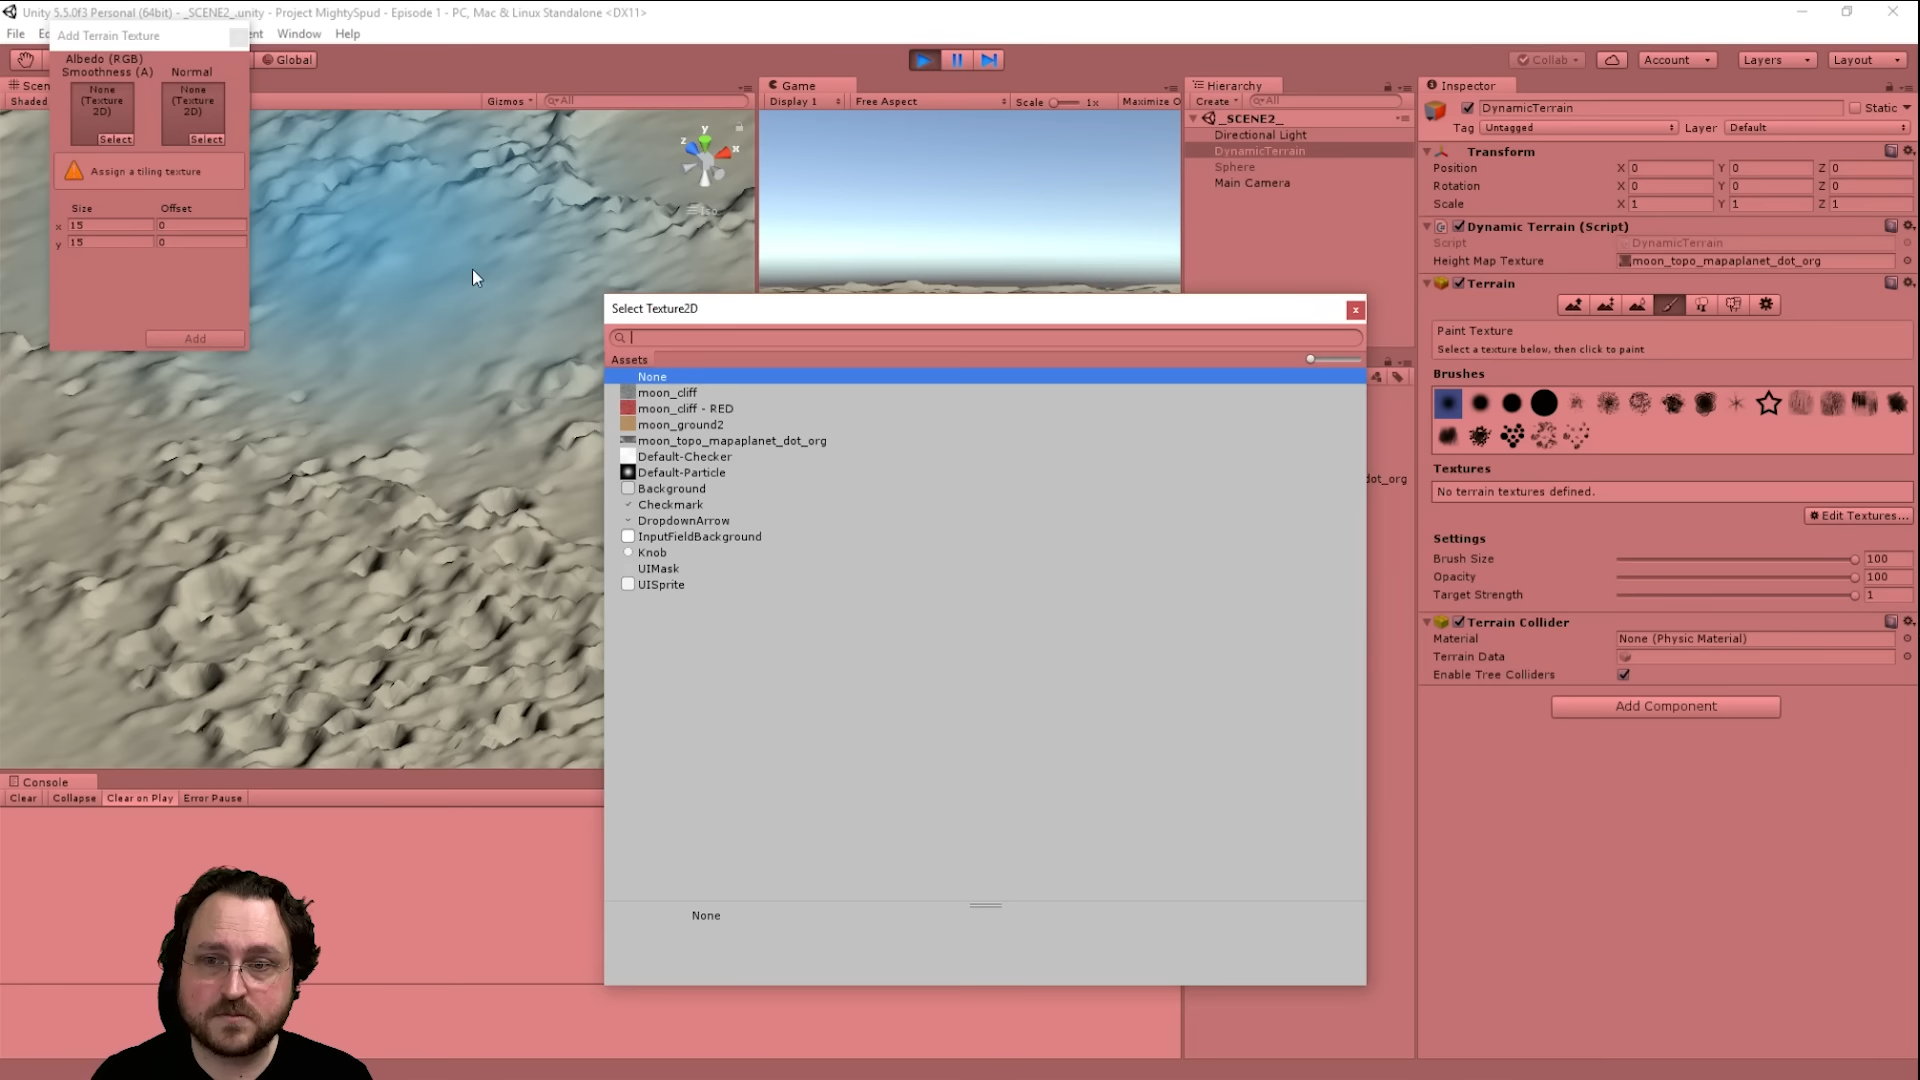 Unity 5.5.0f3 Personal (64bit) - _SCENE2_.unity - Project MightySpud - Episode 1 - PC, Mac & Linux Standalone <DX11>
File Ec ent Window Help
Add Terrain Texture
Global
Collab Account Layers Layout
Albedo (RGB)
Smoothness (A) Normal
None (Texture 2D)
Select
None (Texture 2D)
Select
Assign a tiling texture
Size Offset
x 15 0
y 15 0
Add
Scen
Shaded
Gizmos All
y
z x
Iso
Game
Display 1 Free Aspect Scale 1x Maximize O
Hierarchy
Create All
_SCENE2_
Directional Light
DynamicTerrain
Sphere
Main Camera
dot_org
Select Texture2D
Assets
None
moon_cliff
moon_cliff - RED
moon_ground2
moon_topo_mapaplanet_dot_org
Default-Checker
Default-Particle
Background
Checkmark
DropdownArrow
InputFieldBackground
Knob
UIMask
UISprite
None
Console
Clear Collapse Clear on Play Error Pause
Inspector
DynamicTerrain Static
Tag Untagged Layer Default
Transform
Position X 0 Y 0 Z 0
Rotation X 0 Y 0 Z 0
Scale X 1 Y 1 Z 1
Dynamic Terrain (Script)
Script DynamicTerrain
Height Map Texture moon_topo_mapaplanet_dot_org
Terrain
Paint Texture
Select a texture below, then click to paint
Brushes
Textures
No terrain textures defined.
Edit Textures...
Settings
Brush Size 100
Opacity 100
Target Strength 1
Terrain Collider
Material None (Physic Material)
Terrain Data
Enable Tree Colliders
Add Component